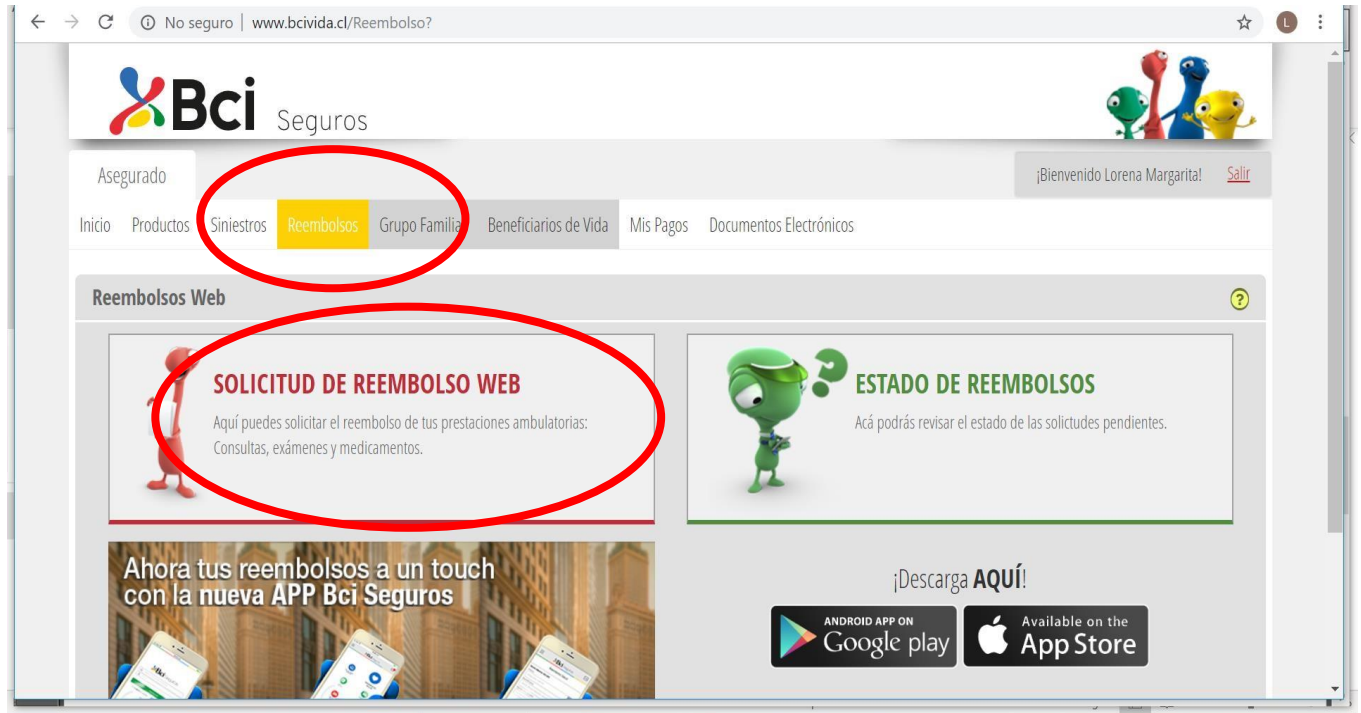 No seguro | www.bcivida.cl/Reembolso?
L
Bci Seguros
Asegurado
¡Bienvenido Lorena Margarita! Salir
Inicio Productos Siniestros Reembolsos Grupo Familia Beneficiarios de Vida Mis Pagos Documentos Electrónicos
Reembolsos Web
?
SOLICITUD DE REEMBOLSO WEB
Aquí puedes solicitar el reembolso de tus prestaciones ambulatorias:
Consultas, exámenes y medicamentos.
ESTADO DE REEMBOLSOS
Acá podrás revisar el estado de las solictudes pendientes.
Ahora tus reembolsos a un touch
con la nueva APP Bci Seguros
¡Descarga AQUÍ!
ANDROID APP ON
Google play
Available on the
App Store